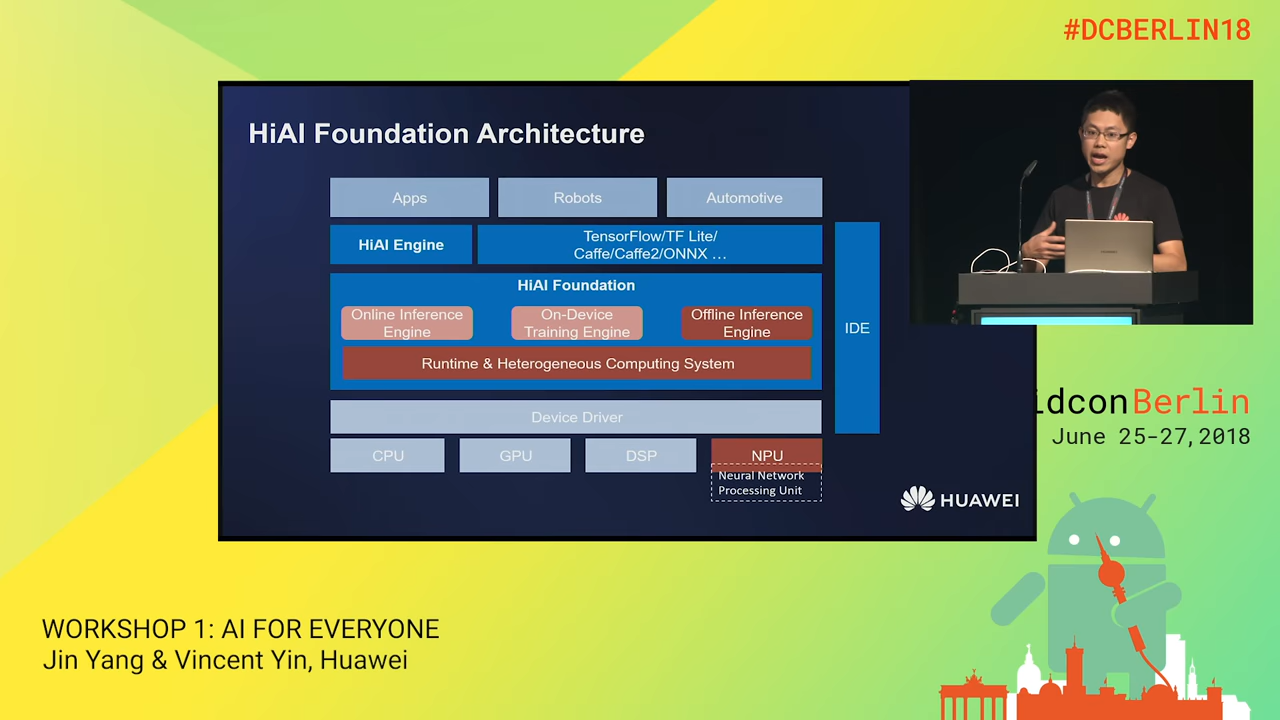 #DCBERLIN18
HiAI Foundation Architecture
Apps
Robots
Automotive
HiAI Engine
TensorFlow/TF Lite/
Caffe/Caffe2/ONNX ...
HiAI Foundation
Online Inference
Engine
On-Device
Training Engine
Offline Inference
Engine
Runtime & Heterogeneous Computing System
IDE
Device Driver
CPU
GPU
DSP
NPU
Neural Network
Processing Unit
HUAWEI
idconBerlin
June 25-27, 2018
WORKSHOP 1: AI FOR EVERYONE
Jin Yang & Vincent Yin, Huawei